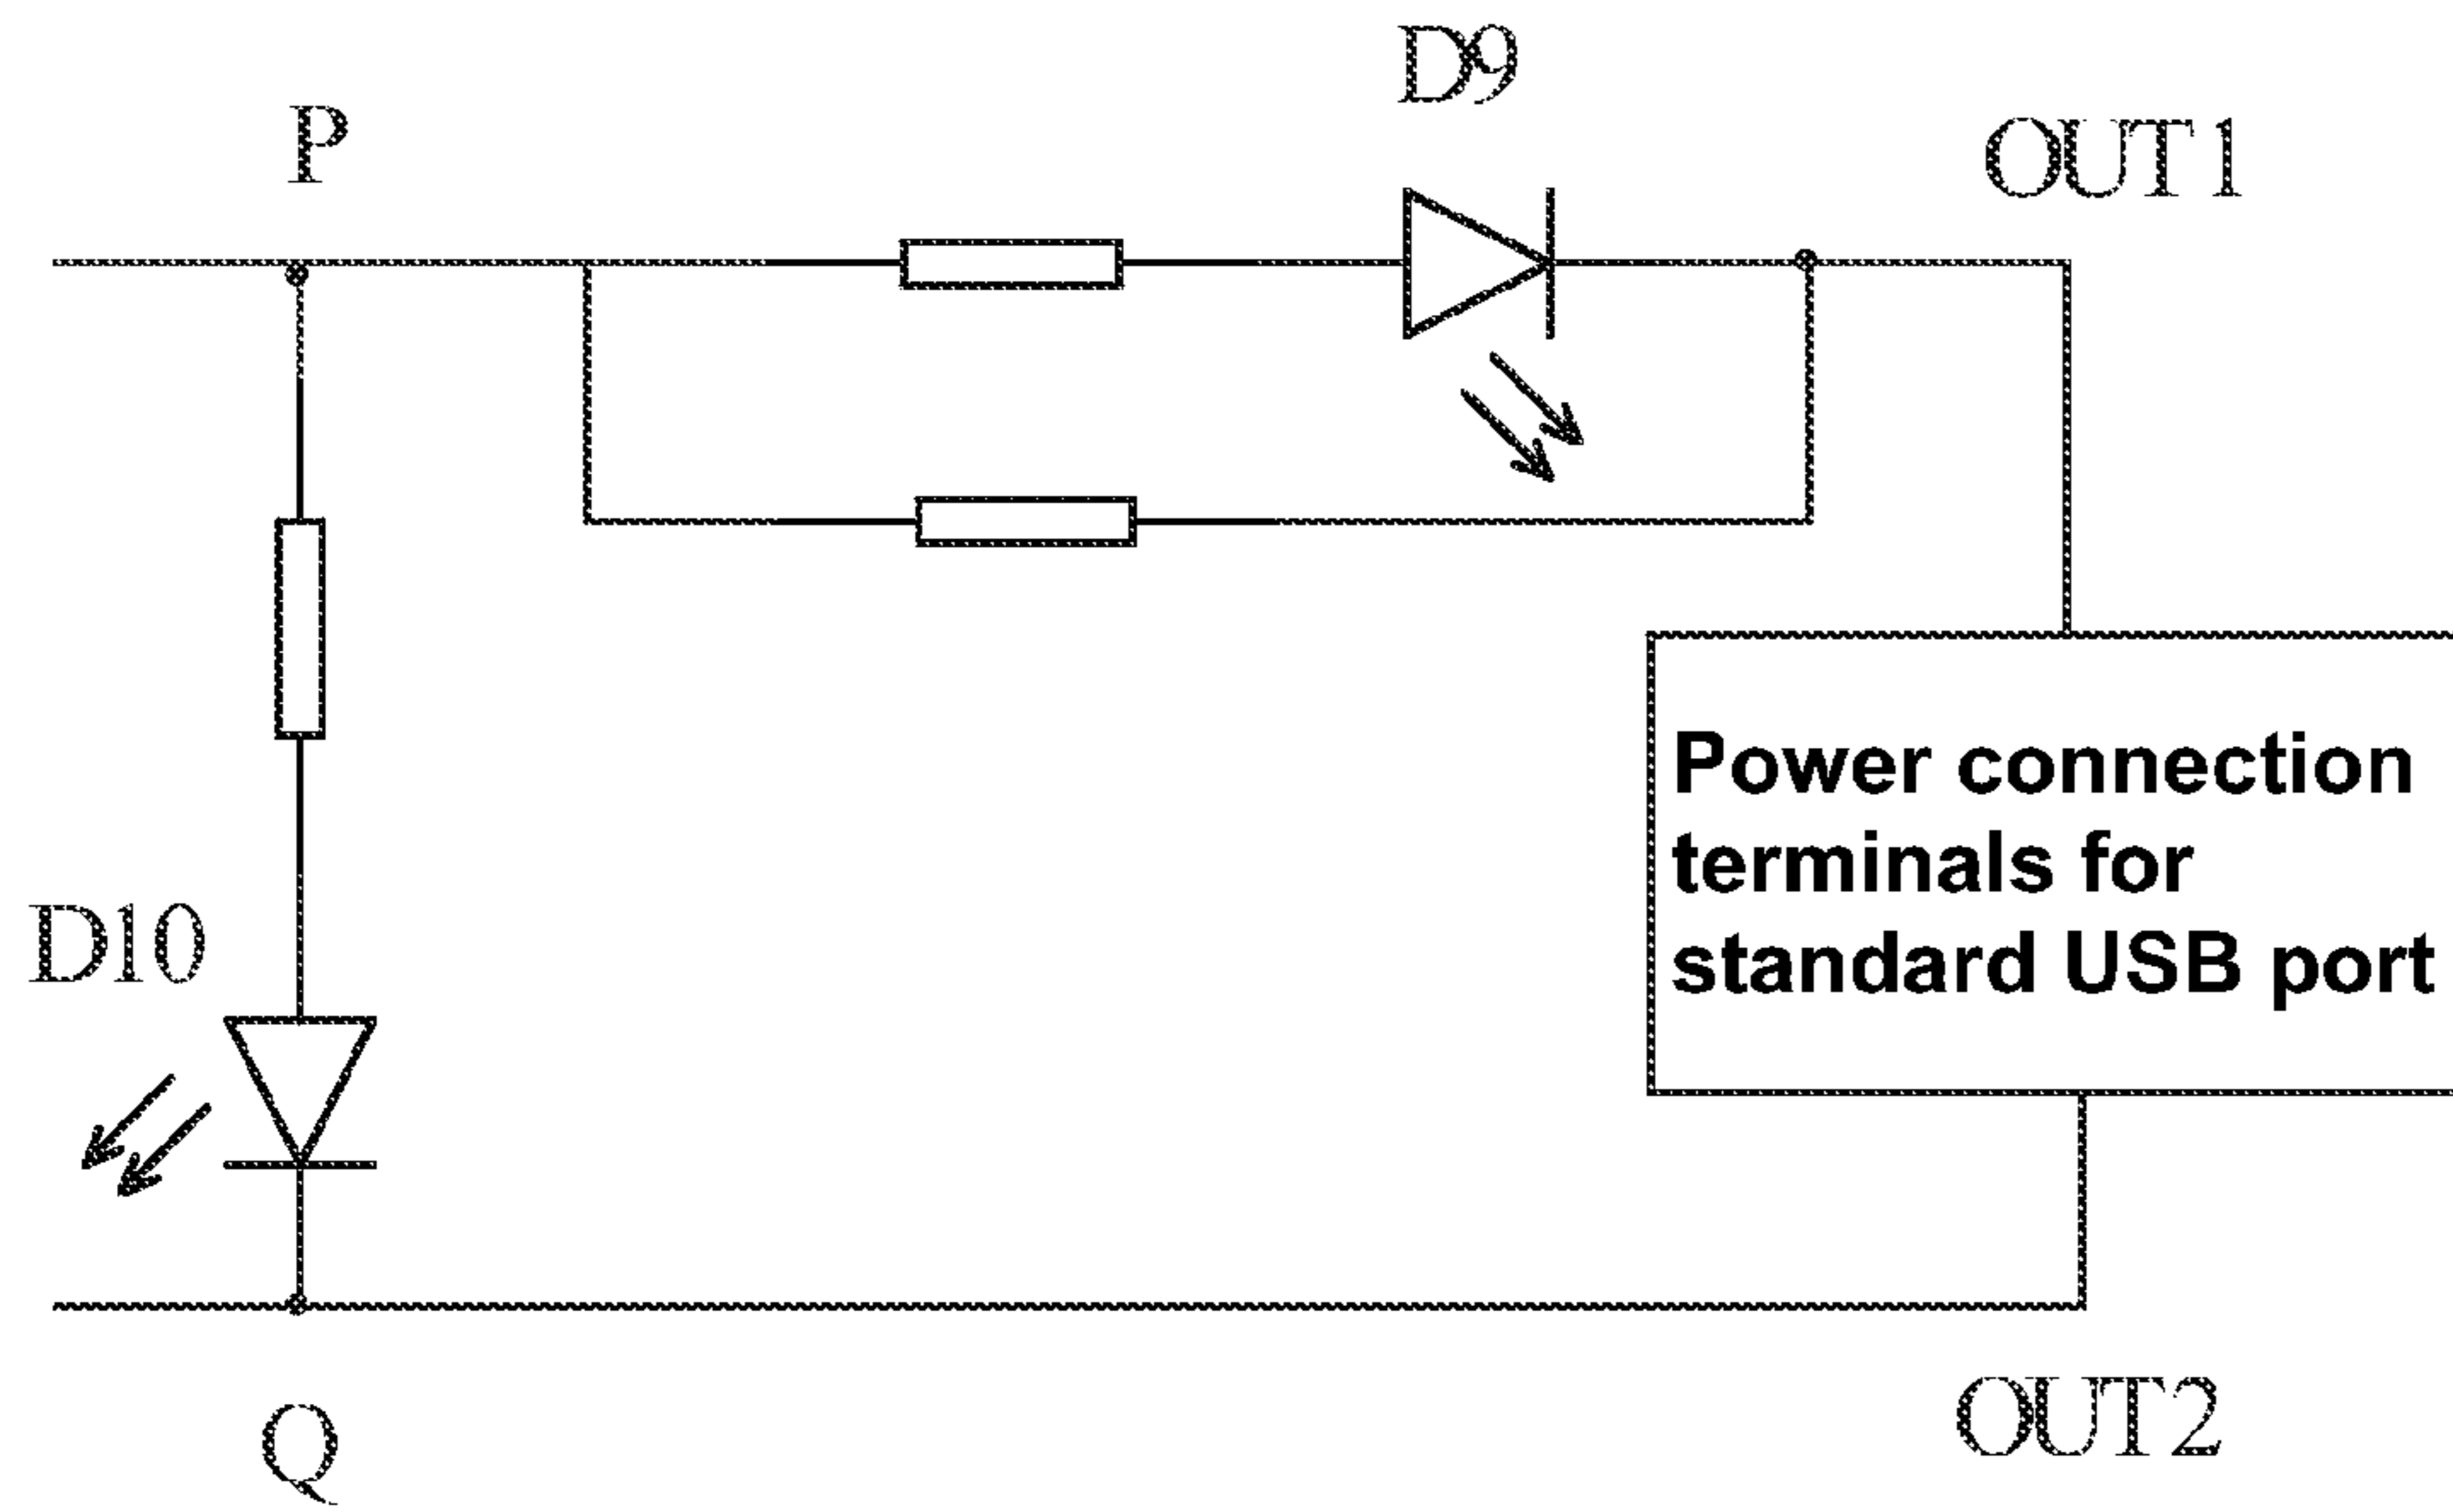 D9
P
OUT1
Power connection
terminals for
standard USB port
D10
OUT2
Q